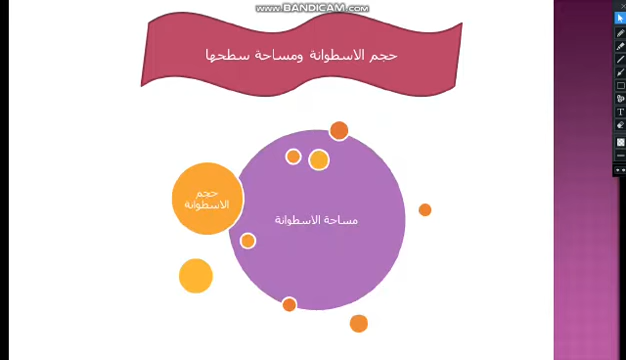 www.BANDICAM.com
حجم الاسطوانة ومساحة سطحها
حجم
الاسطوانة
مساحة الاسطوانة